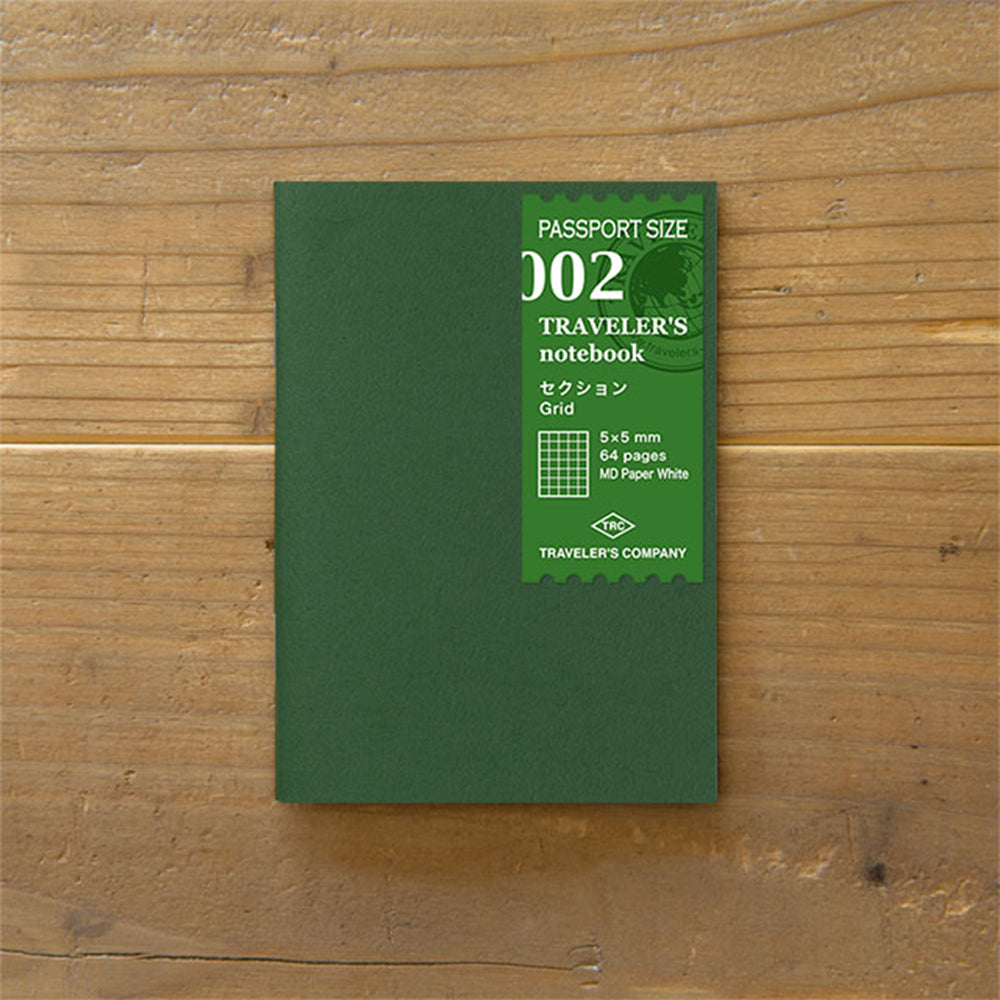 PASSPORT SIZE
002
TRAVELER'S
notebook
セクション
Grid
5×5 mm
64 pages
MD Paper White
TRC
TRAVELER'S COMPANY